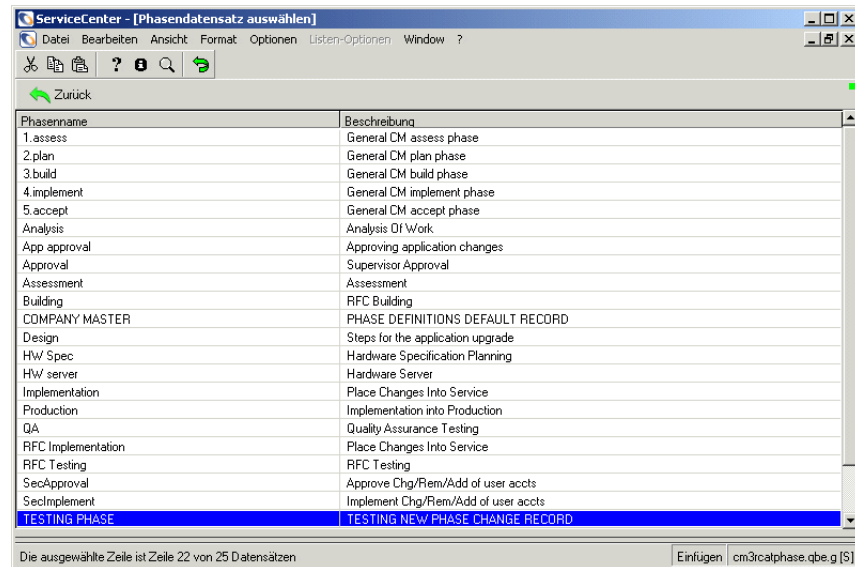 ServiceCenter - [Phasendatensatz auswählen]
Datei Bearbeiten Ansicht Format Optionen Listen-Optionen Window ?
Zurück
Phasenname Beschreibung
1.assess General CM assess phase
2.plan General CM plan phase
3.build General CM build phase
4.implement General CM implement phase
5.accept General CM accept phase
Analysis Analysis Of Work
App approval Approving application changes
Approval Supervisor Approval
Assessment Assessment
Building RFC Building
COMPANY MASTER PHASE DEFINITIONS DEFAULT RECORD
Design Steps for the application upgrade
HW Spec Hardware Specification Planning
HW server Hardware Server
Implementation Place Changes Into Service
Production Implementation into Production
QA Quality Assurance Testing
RFC Implementation Place Changes Into Service
RFC Testing RFC Testing
SecApproval Approve Chg/Rem/Add of user accts
SecImplement Implement Chg/Rem/Add of user accts
TESTING PHASE TESTING NEW PHASE CHANGE RECORD
Die ausgewählte Zeile ist Zeile 22 von 25 Datensätzen Einfügen cm3rcatphase.qbe.g [S]